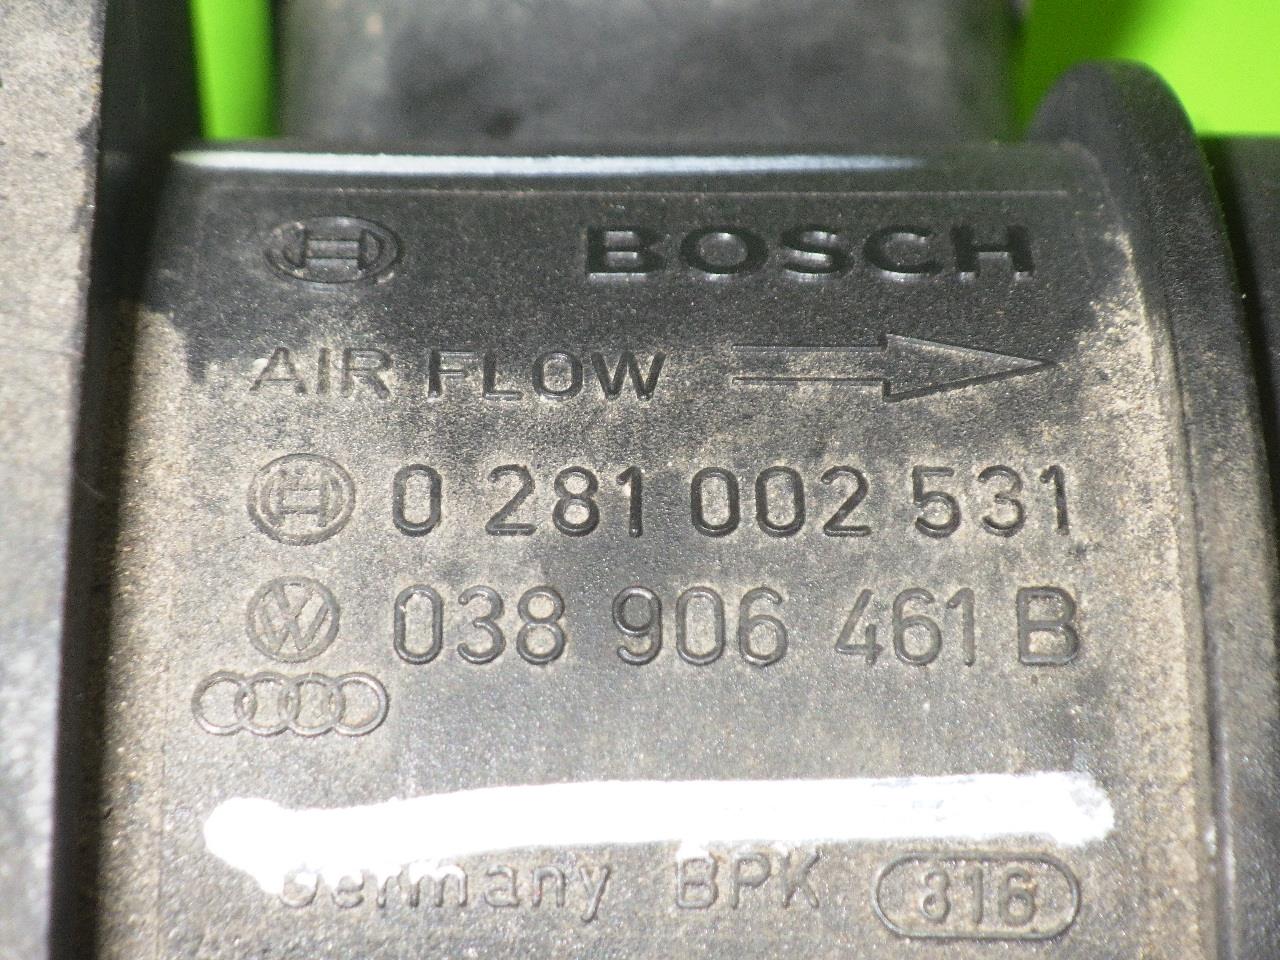 BOSCH
AIR FLOW
0 281 002 531
038 906 461 B
Germany BPK 816